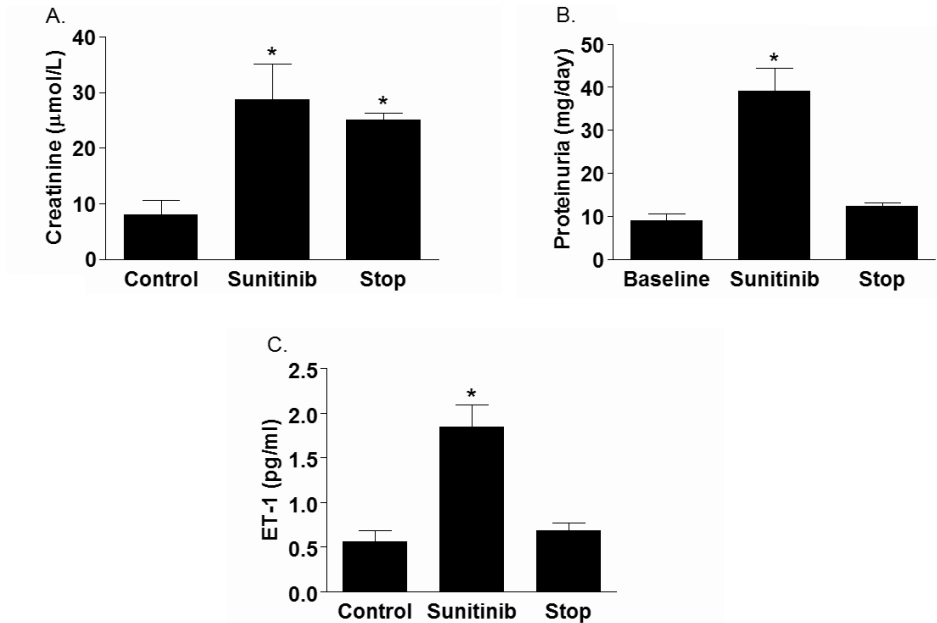 A.
Creatinine (μmol/L)
40
30
20
10
0
*
*
Control Sunitinib Stop
B.
Proteinuria (mg/day)
50
40
30
20
10
0
*
Baseline Sunitinib Stop
C.
ET-1 (pg/ml)
2.5
2.0
1.5
1.0
0.5
0.0
*
Control Sunitinib Stop